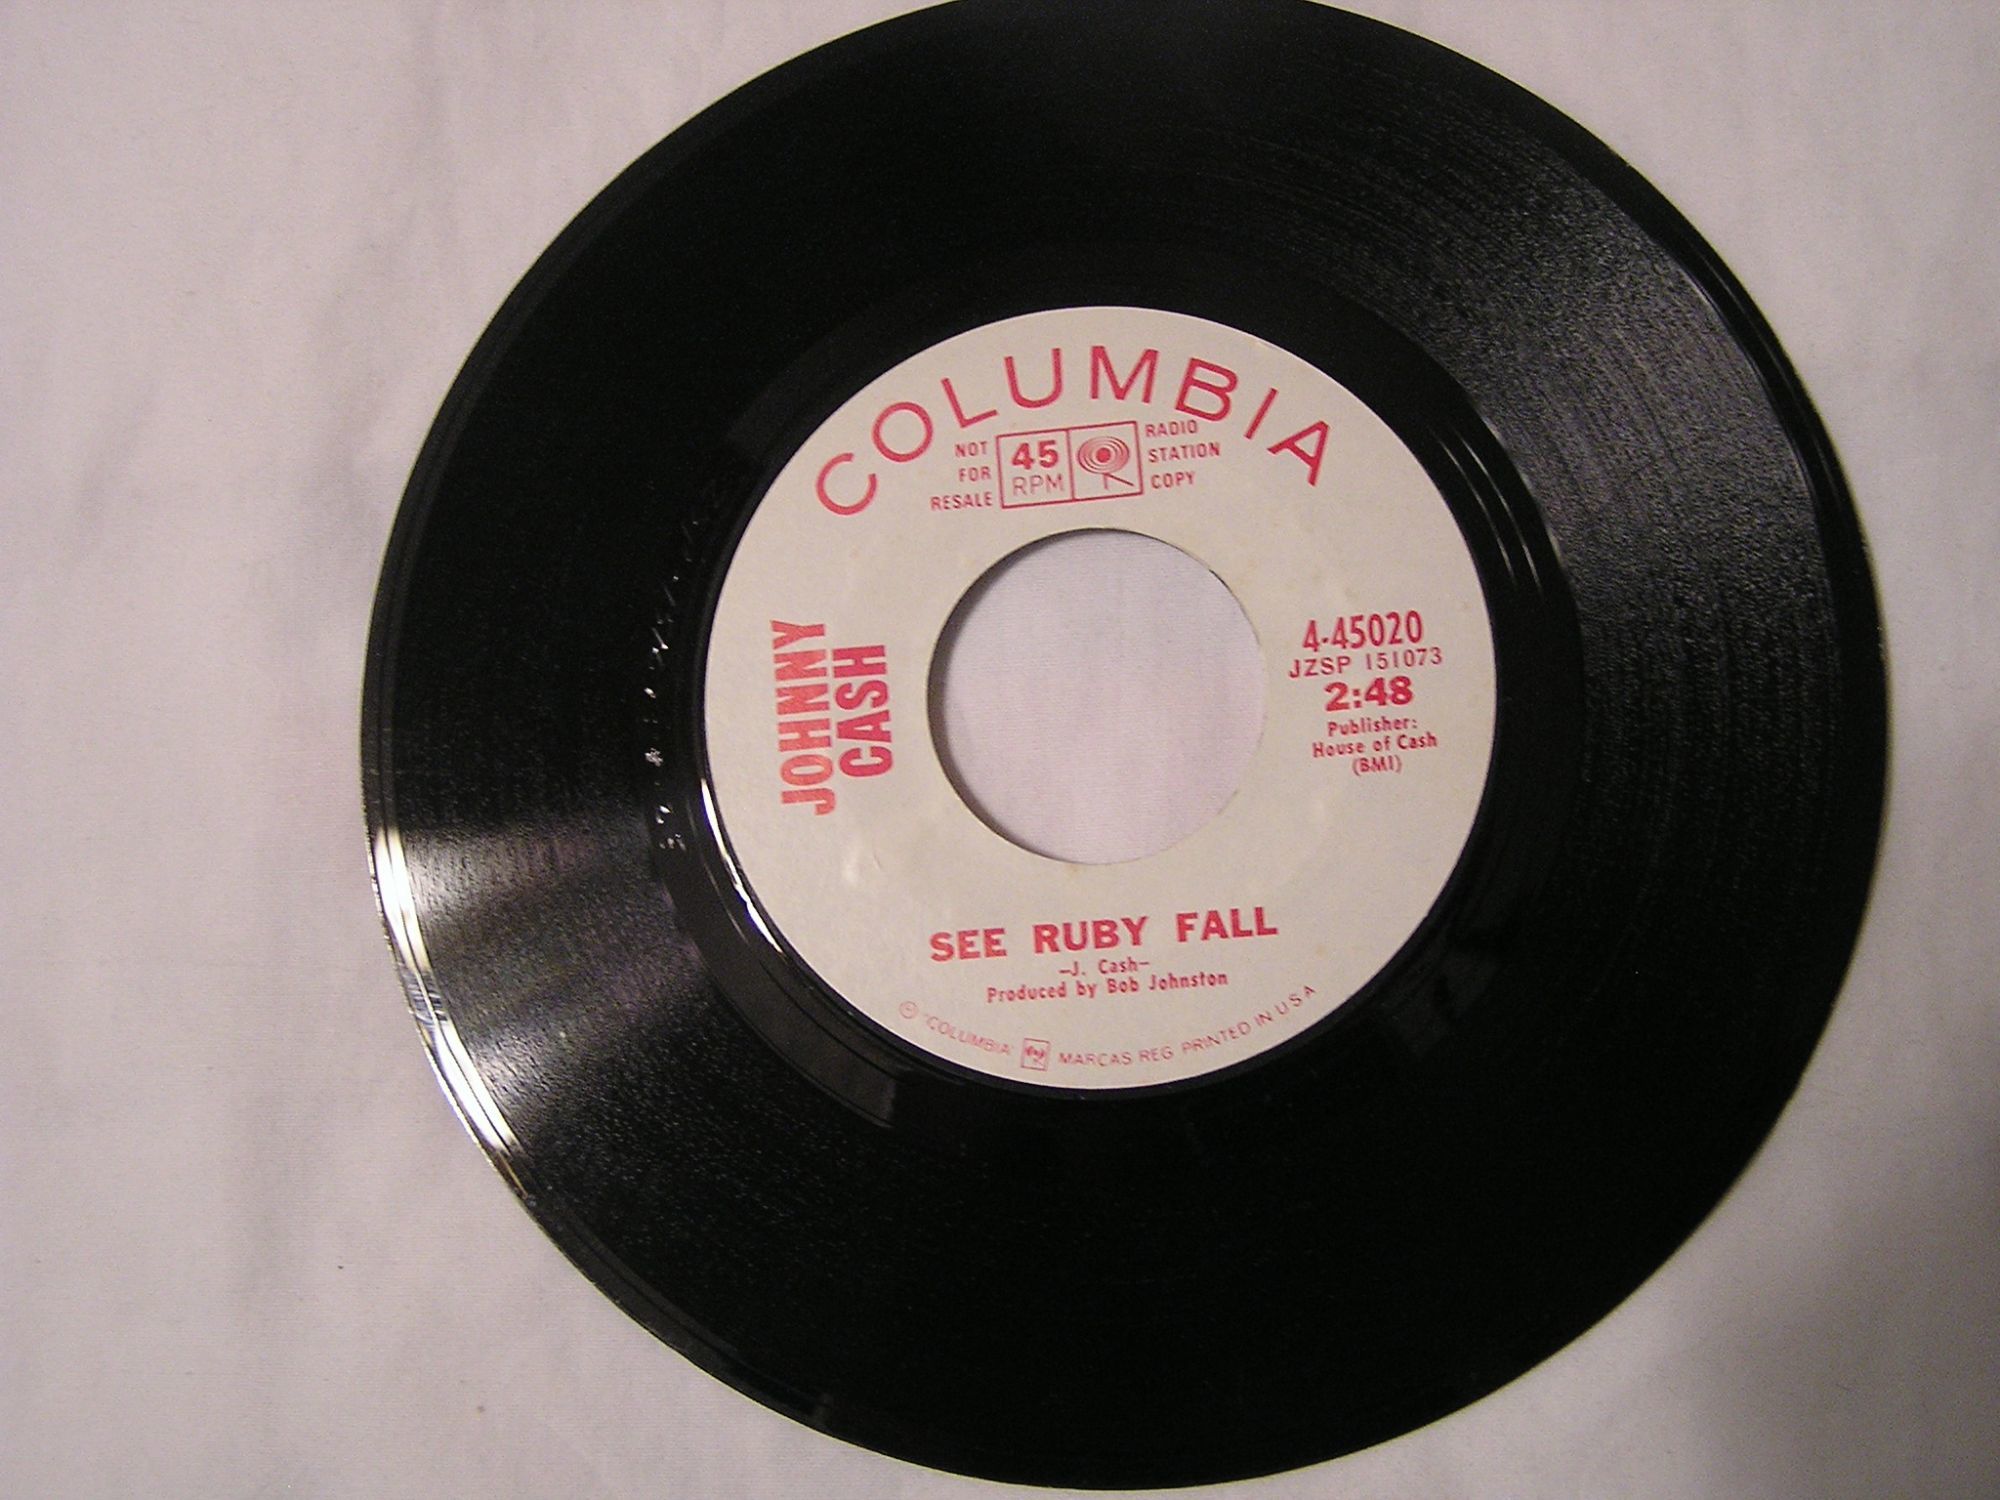 COLUMBIA
NOT
FOR
RESALE
45
RPM
RADIO
STATION
COPY
JOHNNY
CASH
4-45020
JZSP 151073
2:48
Publisher:
House of Cash
(BMI)
SEE RUBY FALL
-J. Cash-
Produced by Bob Johnston
"COLUMBIA" MARCAS REG. PRINTED IN U S A